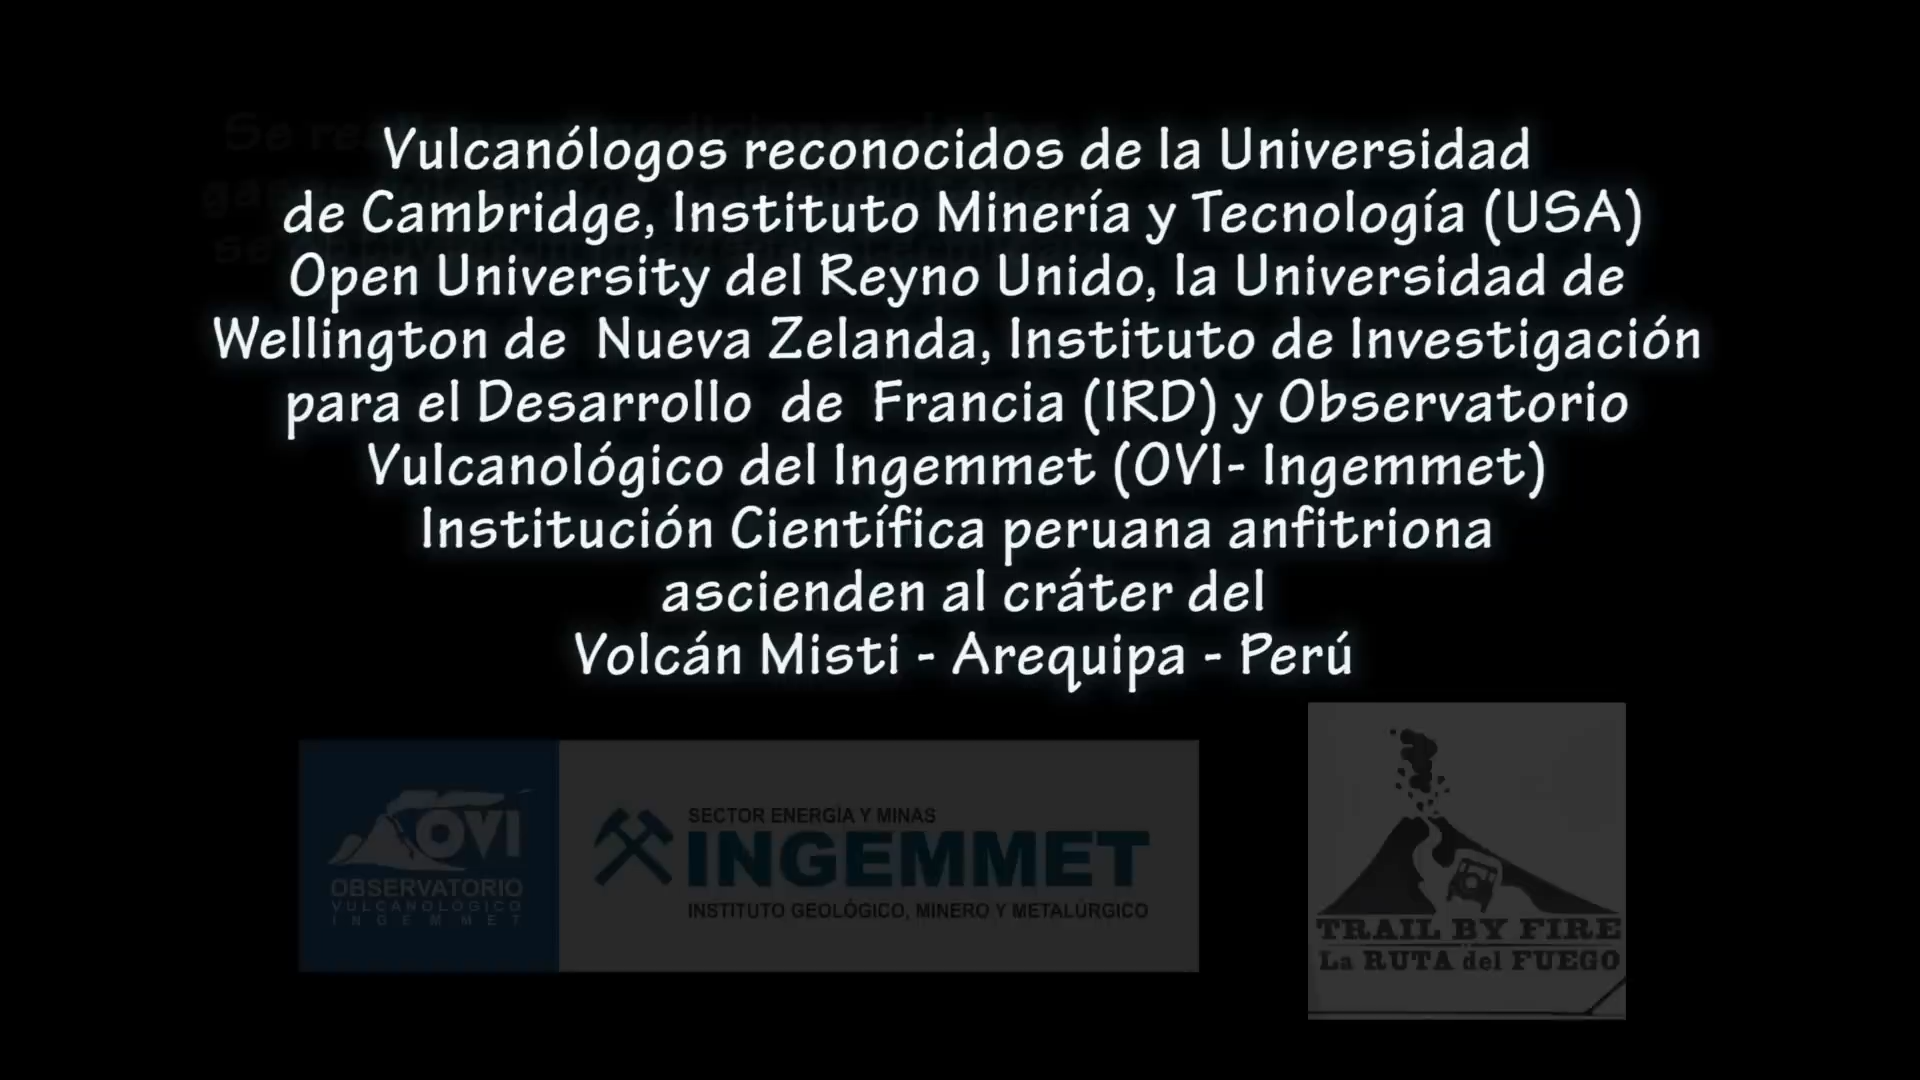 Vulcanólogos reconocidos de la Universidad
de Cambridge, Instituto Minería y Tecnología (USA)
Open University del Reyno Unido, la Universidad de
Wellington de Nueva Zelanda, Instituto de Investigación
para el Desarrollo de Francia (IRD) y Observatorio
Vulcanológico del Ingemmet (OVI- Ingemmet)
Institución Científica peruana anfitriona
ascienden al cráter del
Volcán Misti - Arequipa - Perú
OVI
OBSERVATORIO
VULCANOLÓGICO
INGEMMET
SECTOR ENERGÍA Y MINAS
INGEMMET
INSTITUTO GEOLÓGICO, MINERO Y METALÚRGICO
TRAIL BY FIRE
La RUTA del FUEGO